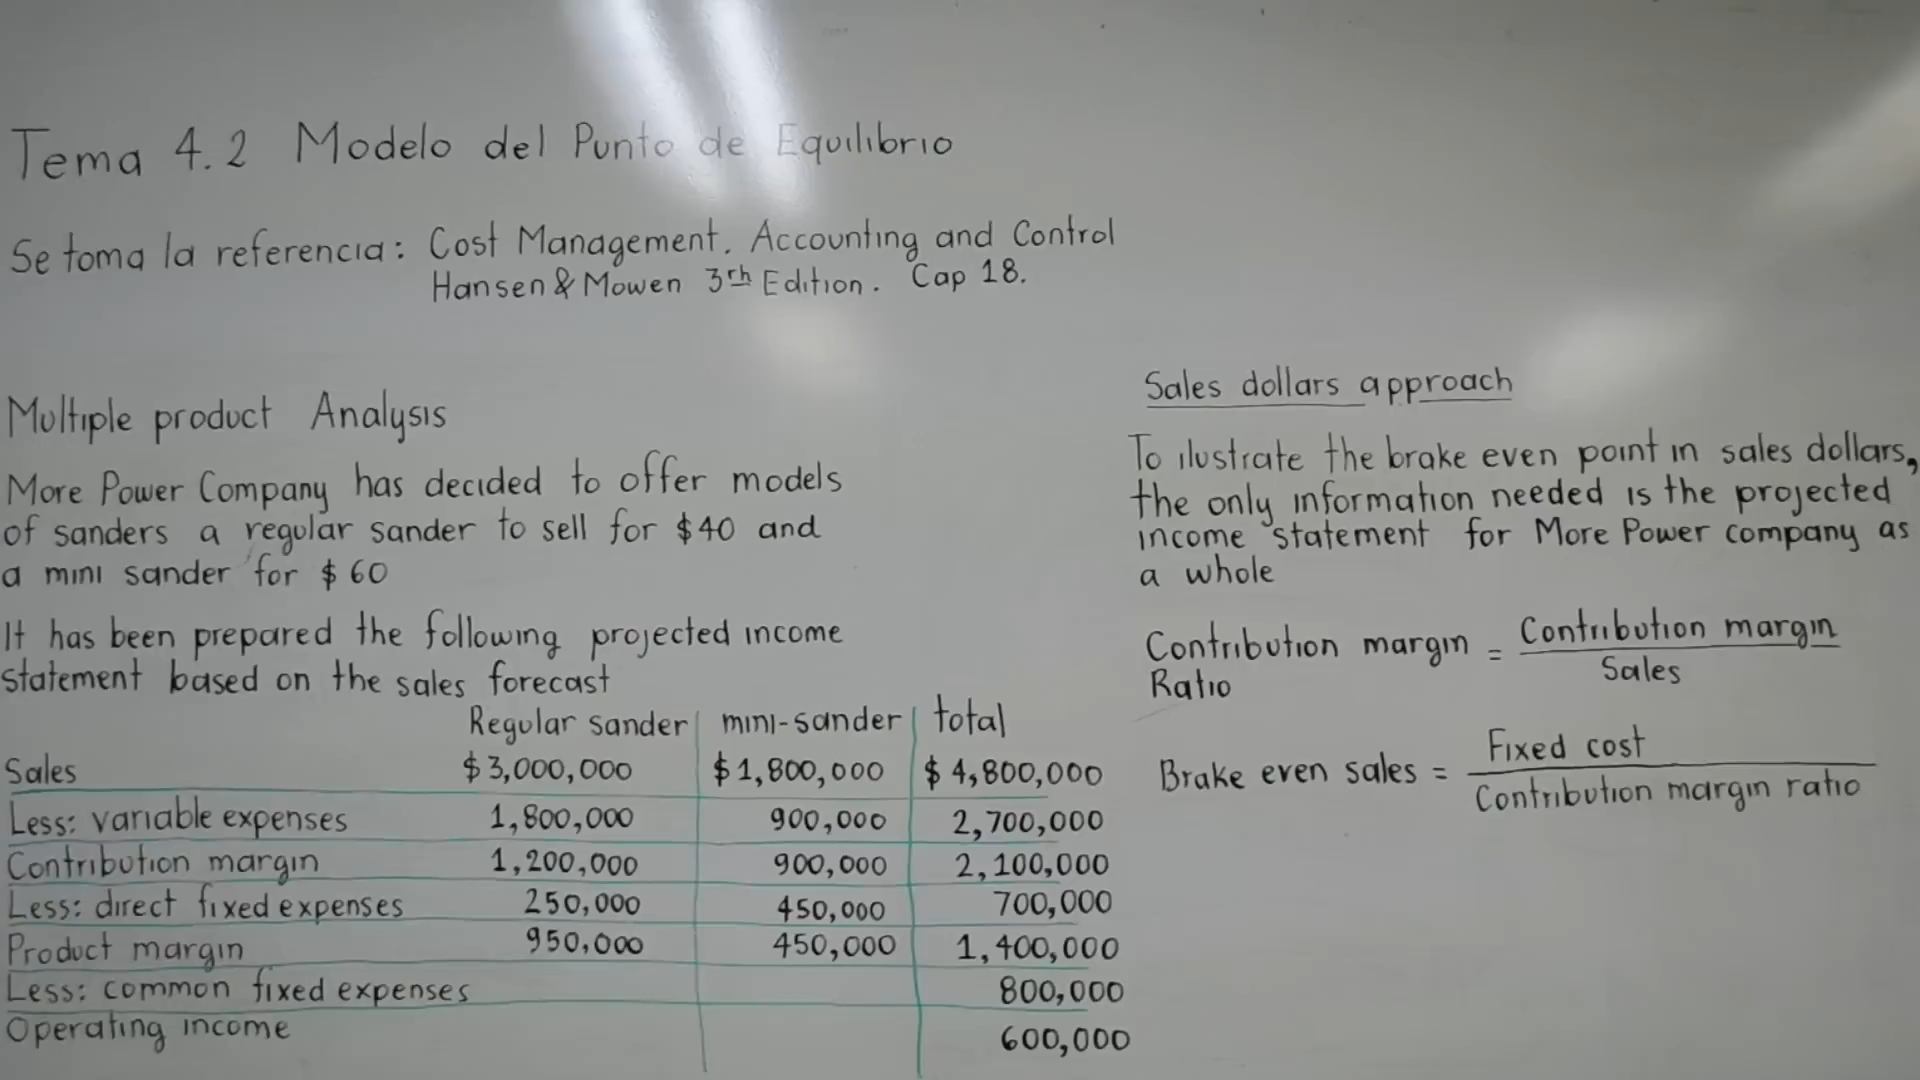 Tema 4.2 Modelo del Punto de Equilibrio
Se toma la referencia: Cost Management. Accounting and Control
Hansen & Mowen 3rh Edition. Cap 18.
Multiple product Analysis
More Power Company has decided to offer models
of sanders a regular sander to sell for $40 and
a mini sander for $60
It has been prepared the following projected income
statement based on the sales forecast
Regular sander mini-sander total
Sales $3,000,000 $1,800,000 $4,800,000
Less: variable expenses 1,800,000 900,000 2,700,000
Contribution margin 1,200,000 900,000 2,100,000
Less: direct fixed expenses 250,000 450,000 700,000
Product margin 950,000 450,000 1,400,000
Less: common fixed expenses 800,000
Operating income 600,000
Sales dollars approach
To ilustrate the brake even point in sales dollars,
the only information needed is the projected
income statement for More Power company as
a whole
Contribution margin = Contribution margin
Ratio Sales
Brake even sales = Fixed cost
Contribution margin ratio